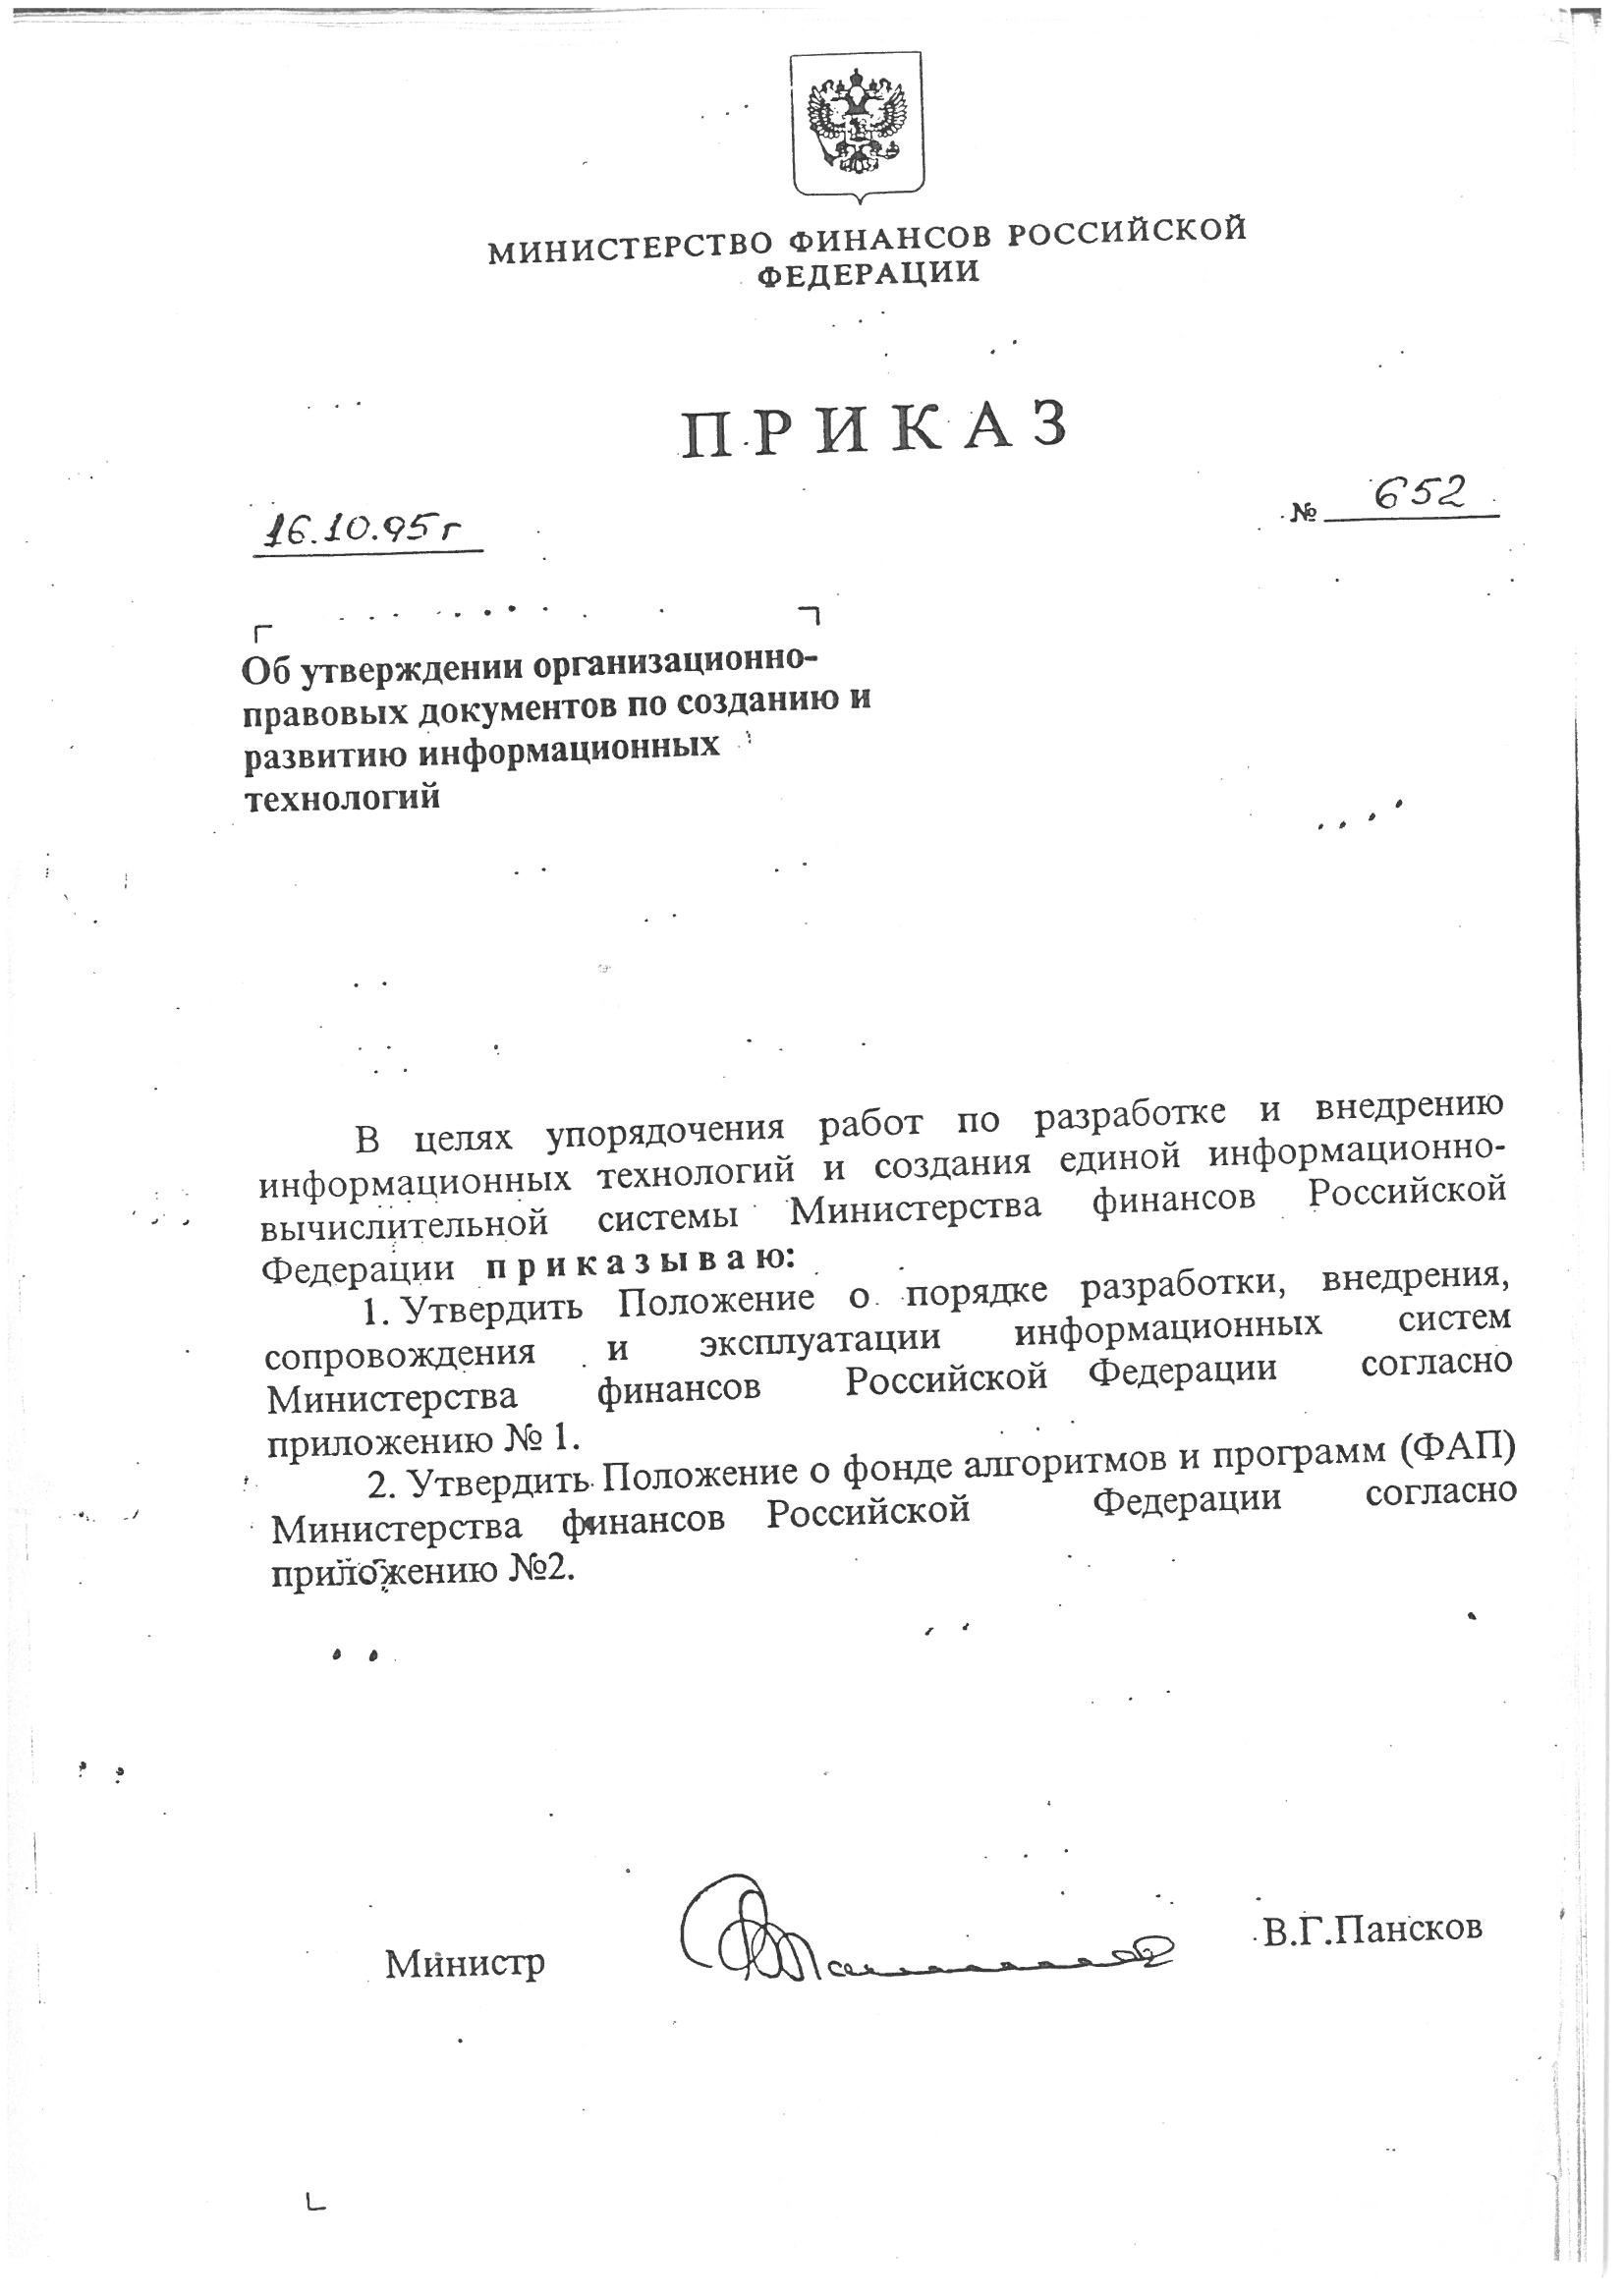 МИНИСТЕРСТВО ФИНАНСОВ РОССИЙСКОЙ
ФЕДЕРАЦИИ
ПРИКАЗ
16.10.95г
№ 652
Об утверждении организационно-
правовых документов по созданию и
развитию информационных
технологий
В целях упорядочения работ по разработке и внедрению
информационных технологий и создания единой информационно-
вычислительной системы Министерства финансов Российской
Федерации приказываю:
1. Утвердить Положение о порядке разработки, внедрения,
сопровождения и эксплуатации информационных систем
Министерства финансов Российской Федерации согласно
приложению № 1.
2. Утвердить Положение о фонде алгоритмов и программ (ФАП)
Министерства финансов Российской Федерации согласно
приложению №2.
Министр
В.Г.Пансков